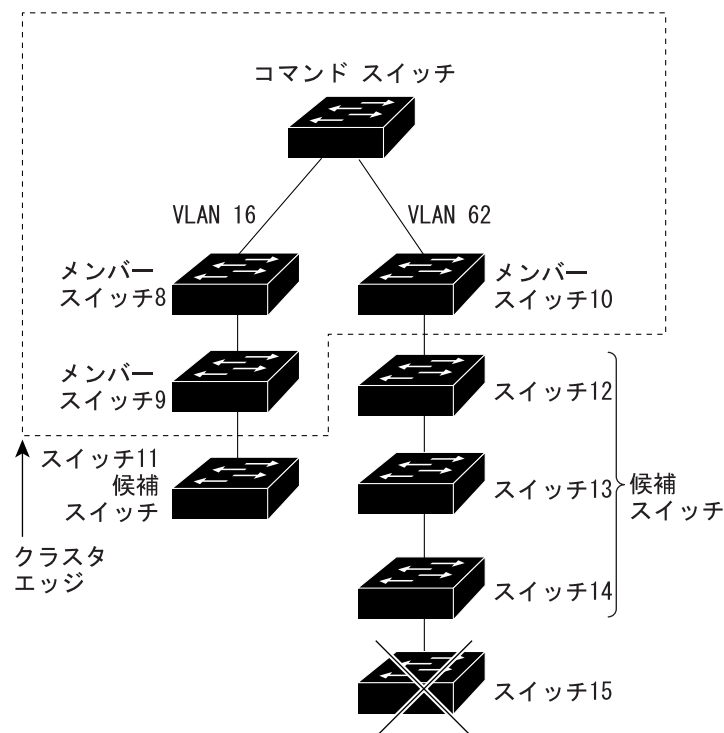 コマンド スイッチ
VLAN 16
VLAN 62
メンバー
スイッチ8
メンバー
スイッチ10
メンバー
スイッチ9
スイッチ12
スイッチ11
候補
スイッチ
スイッチ13
候補
スイッチ
クラスタ
エッジ
スイッチ14
スイッチ15